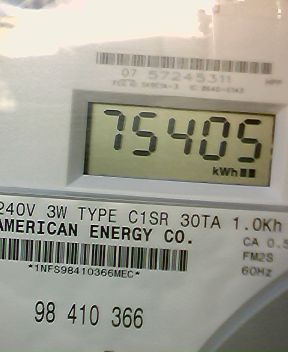 07 57245311
75405
kWh
240V 3W TYPE C1SR 30TA 1.0Kh
AMERICAN ENERGY CO.
CA 0.5
FM2S
60Hz
*1NFS98410366MEC*
98 410 366